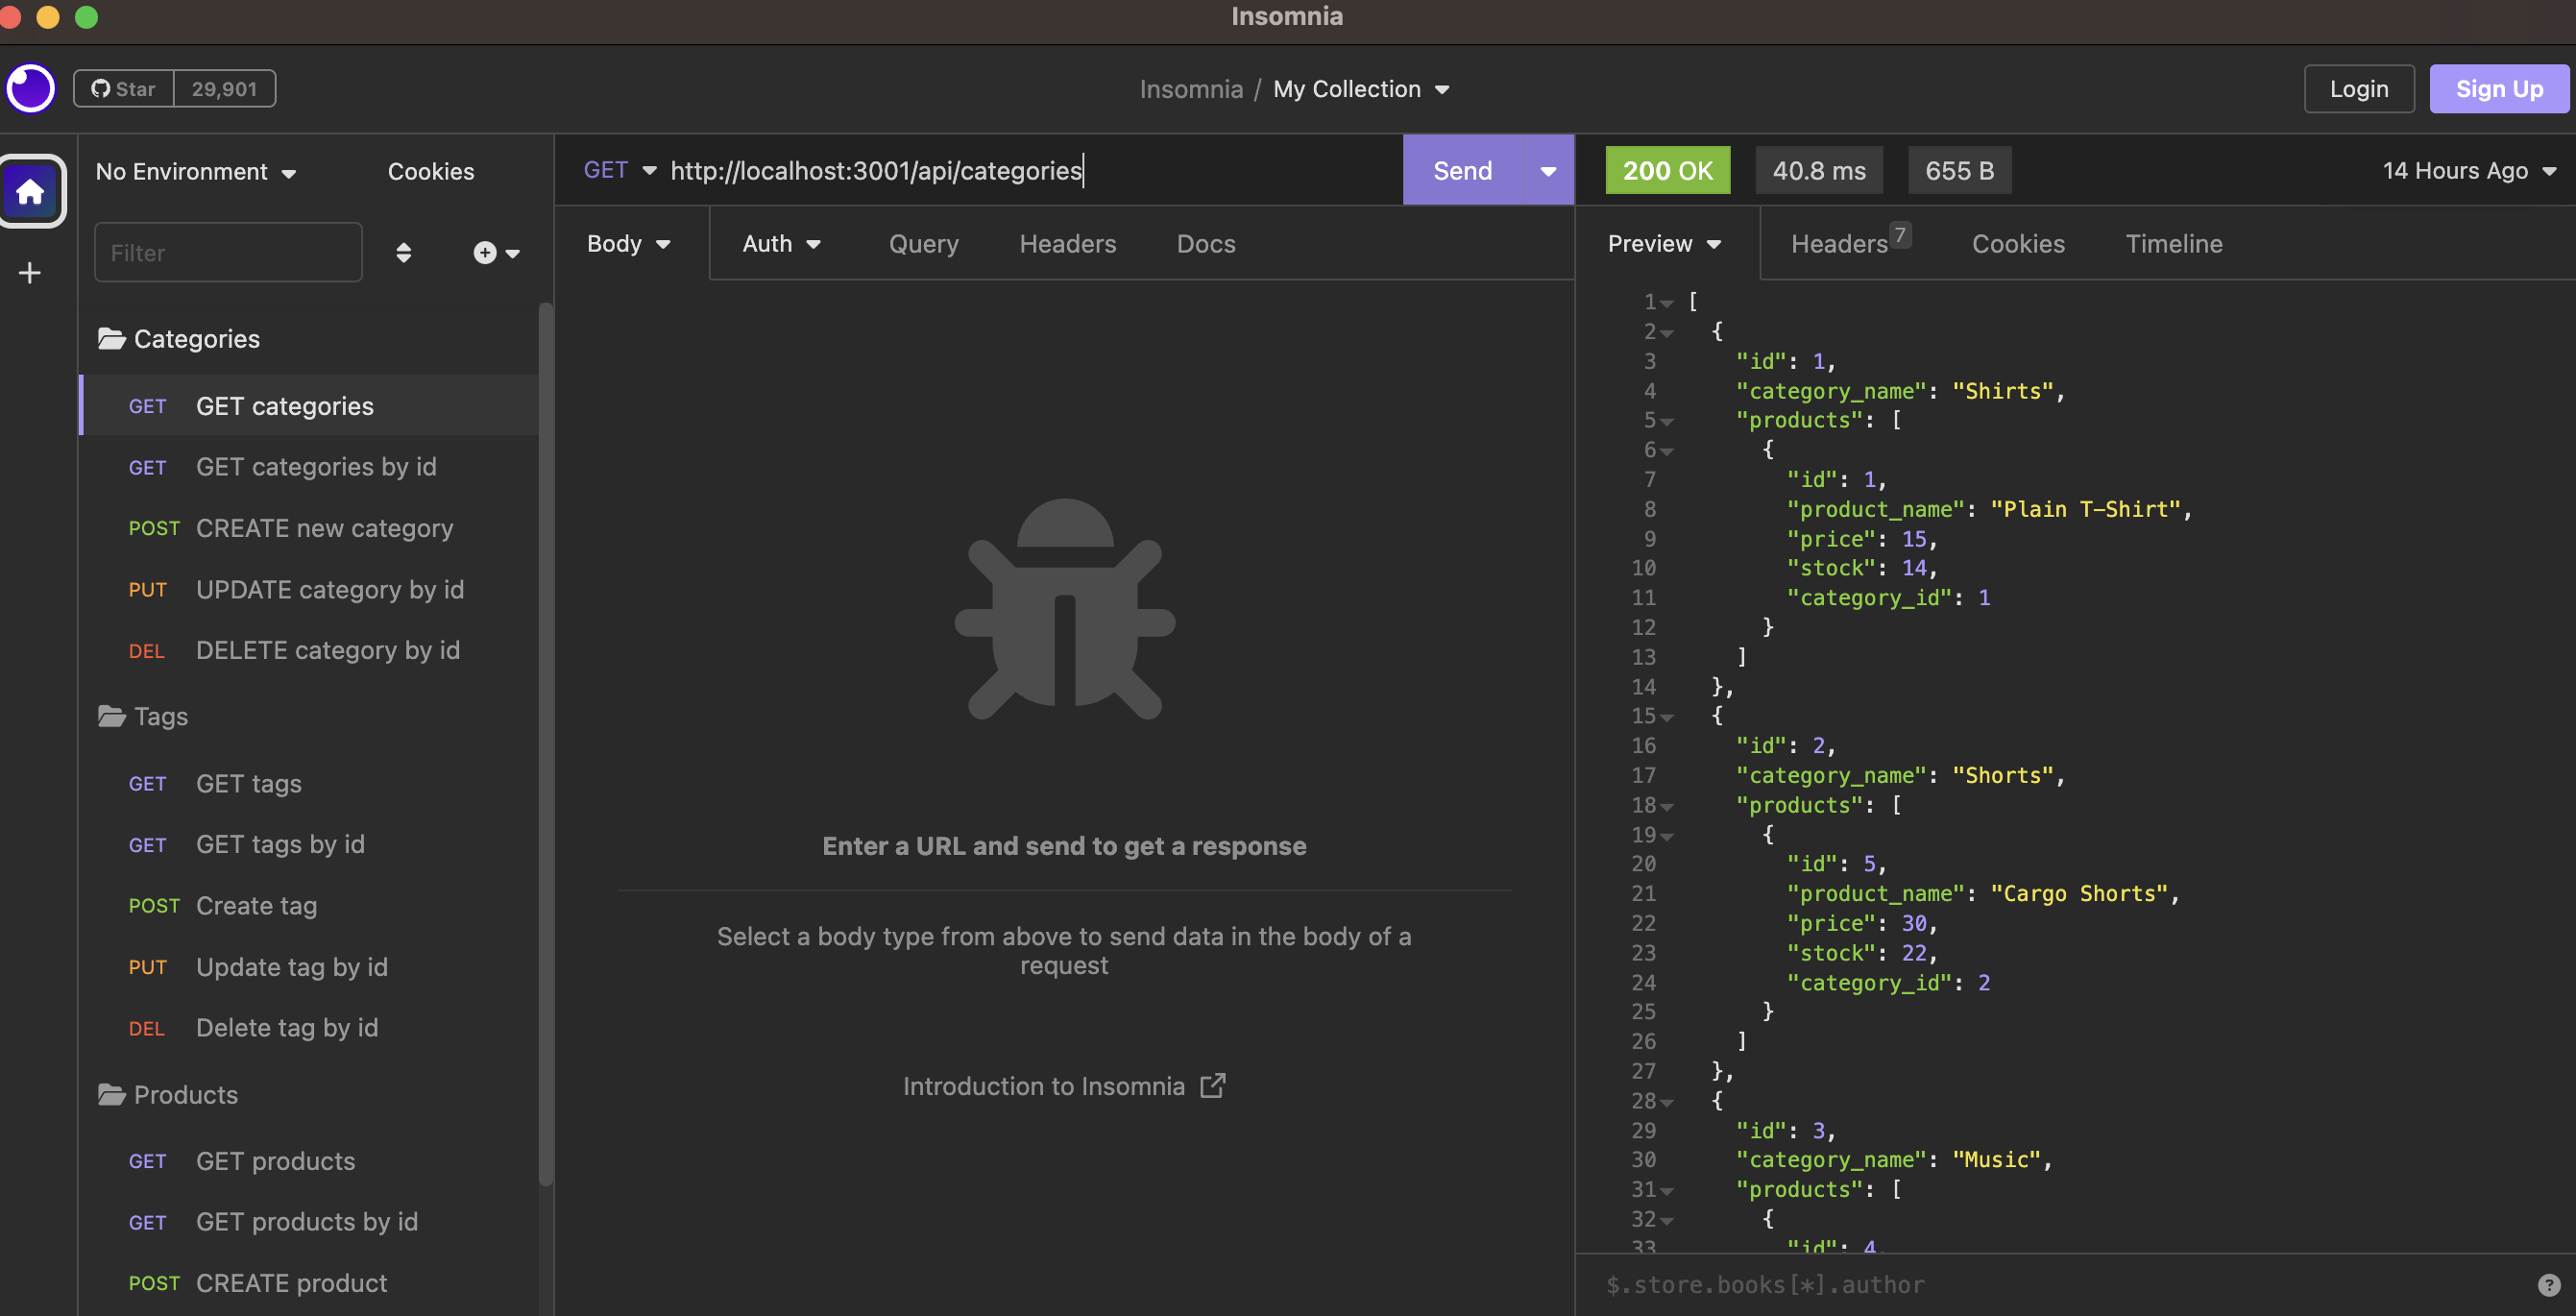 Insomnia
Star 29,901
Insomnia / My Collection
Login
Sign Up
No Environment
Cookies
Filter
Categories
GET GET categories
GET GET categories by id
POST CREATE new category
PUT UPDATE category by id
DEL DELETE category by id
Tags
GET GET tags
GET GET tags by id
POST Create tag
PUT Update tag by id
DEL Delete tag by id
Products
GET GET products
GET GET products by id
POST CREATE product
GET http://localhost:3001/api/categories
Send
Body Auth Query Headers Docs
Enter a URL and send to get a response
Select a body type from above to send data in the body of a
request
Introduction to Insomnia
200 OK 40.8 ms 655 B 14 Hours Ago
Preview Headers 7 Cookies Timeline
1 [
2 {
3 "id": 1,
4 "category_name": "Shirts",
5 "products": [
6 {
7 "id": 1,
8 "product_name": "Plain T-Shirt",
9 "price": 15,
10 "stock": 14,
11 "category_id": 1
12 }
13 ]
14 },
15 {
16 "id": 2,
17 "category_name": "Shorts",
18 "products": [
19 {
20 "id": 5,
21 "product_name": "Cargo Shorts",
22 "price": 30,
23 "stock": 22,
24 "category_id": 2
25 }
26 ]
27 },
28 {
29 "id": 3,
30 "category_name": "Music",
31 "products": [
32 {
33 "id": 4,
$.store.books[*].author
?